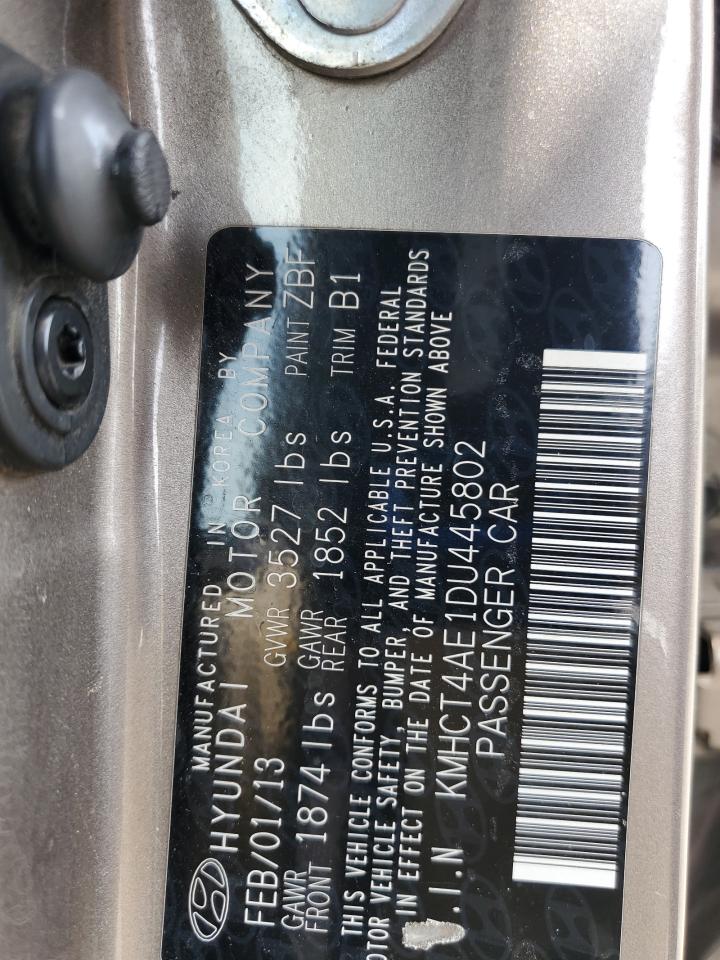 MANUFACTURED IN KOREA BY
HYUNDAI MOTOR COMPANY
FEB/01/13 GVWR 3527 lbs PAINT ZBF
GAWR FRONT 1874 lbs GAWR REAR 1852 lbs TRIM B1
THIS VEHICLE CONFORMS TO ALL APPLICABLE U.S.A. FEDERAL
OTOR VEHICLE SAFETY, BUMPER, AND THEFT PREVENTION STANDARDS
IN EFFECT ON THE DATE OF MANUFACTURE SHOWN ABOVE
.I.N KMHCT4AE1DU445802
PASSENGER CAR